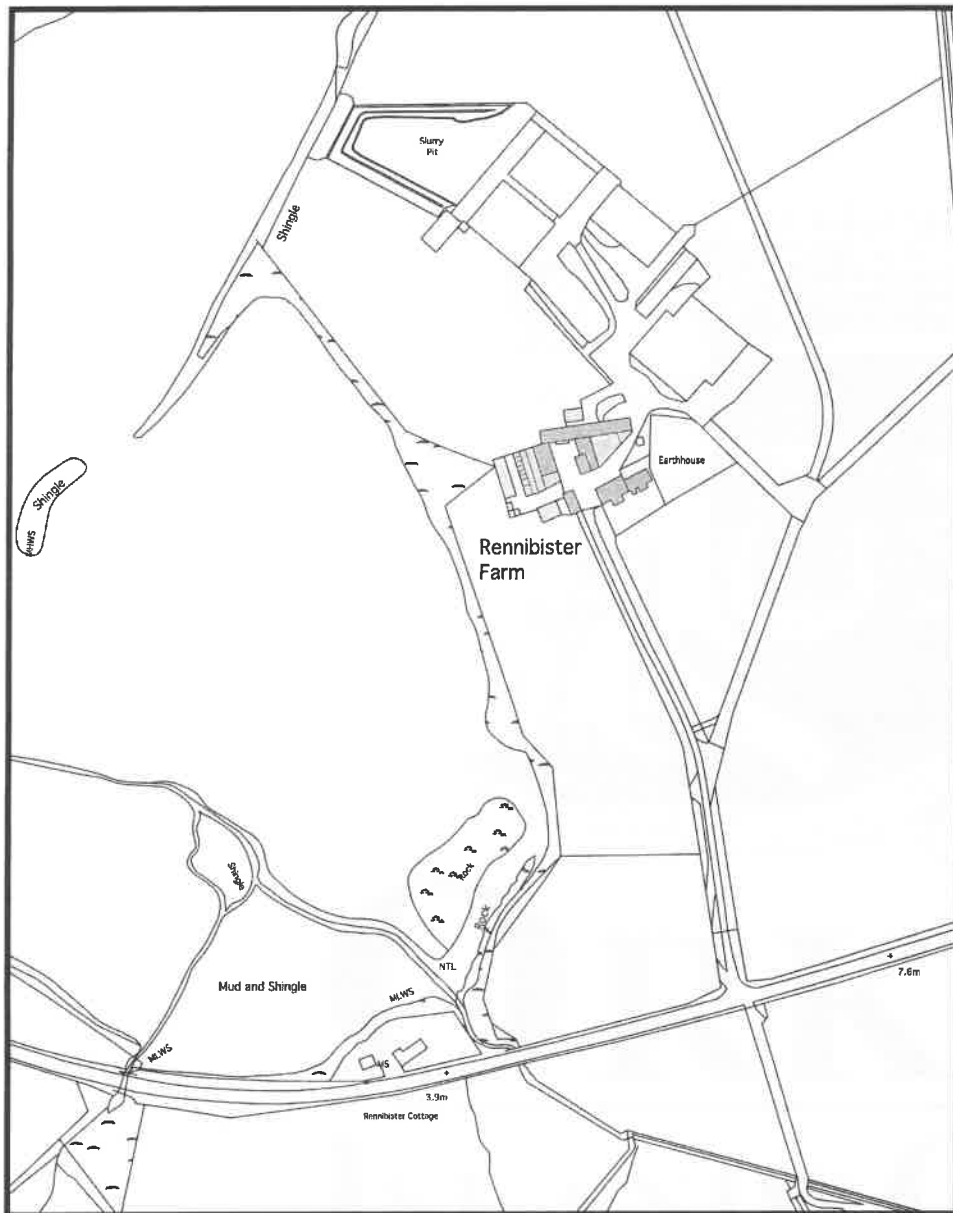 Slurry
Pit
Shingle
Earthhouse
Shingle
MHWS
Rennibister
Farm
Rock
Shingle
Rock
NTL
7.6m
Mud and Shingle
MLWS
MLWS
3.9m
Rennibister Cottage